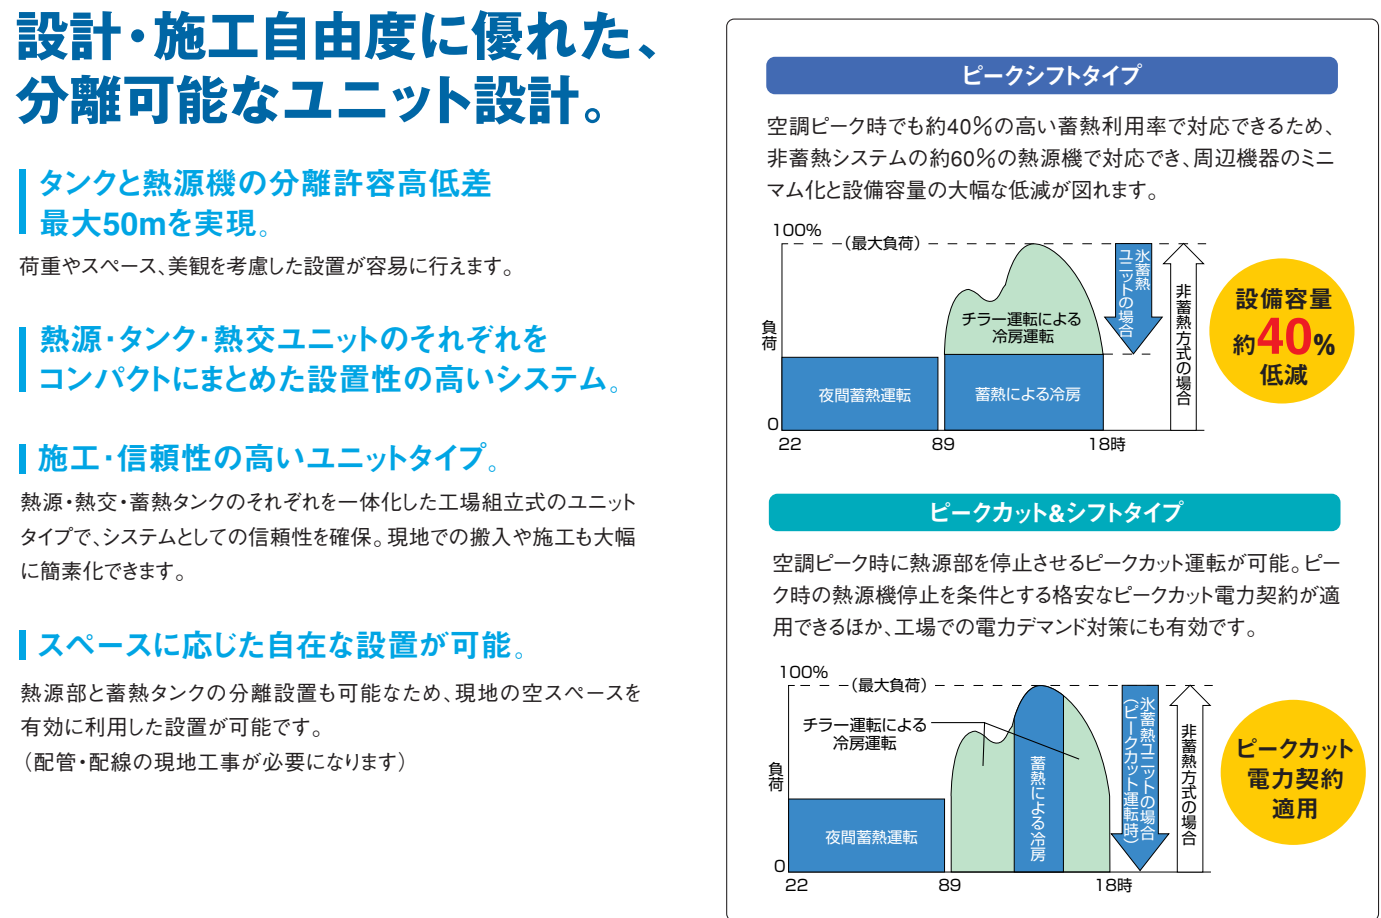 設計・施工自由度に優れた、
分離可能なユニット設計。
タンクと熱源機の分離許容高低差
最大50mを実現。
荷重やスペース、美観を考慮した設置が容易に行えます。
熱源・タンク・熱交ユニットのそれぞれを
コンパクトにまとめた設置性の高いシステム。
施工・信頼性の高いユニットタイプ。
熱源・熱交・蓄熱タンクのそれぞれを一体化した工場組立式のユニット
タイプで、システムとしての信頼性を確保。現地での搬入や施工も大幅
に簡素化できます。
スペースに応じた自在な設置が可能。
熱源部と蓄熱タンクの分離設置も可能なため、現地の空スペースを
有効に利用した設置が可能です。
（配管・配線の現地工事が必要になります）
ピークシフトタイプ
空調ピーク時でも約40％の高い蓄熱利用率で対応できるため、
非蓄熱システムの約60％の熱源機で対応でき、周辺機器のミニ
マム化と設備容量の大幅な低減が図れます。
100%
（最大負荷）
負荷
チラー運転による
冷房運転
夜間蓄熱運転
蓄熱による冷房
0
22
89
18時
氷蓄熱
ユニットの場合
非蓄熱方式の場合
設備容量
約40%
低減
ピークカット&シフトタイプ
空調ピーク時に熱源部を停止させるピークカット運転が可能。ピー
ク時の熱源機停止を条件とする格安なピークカット電力契約が適
用できるほか、工場での電力デマンド対策にも有効です。
100%
（最大負荷）
チラー運転による
冷房運転
負荷
夜間蓄熱運転
蓄熱による冷房
0
22
89
18時
氷蓄熱ユニットの場合
（ピークカット運転時）
非蓄熱方式の場合
ピークカット
電力契約
適用